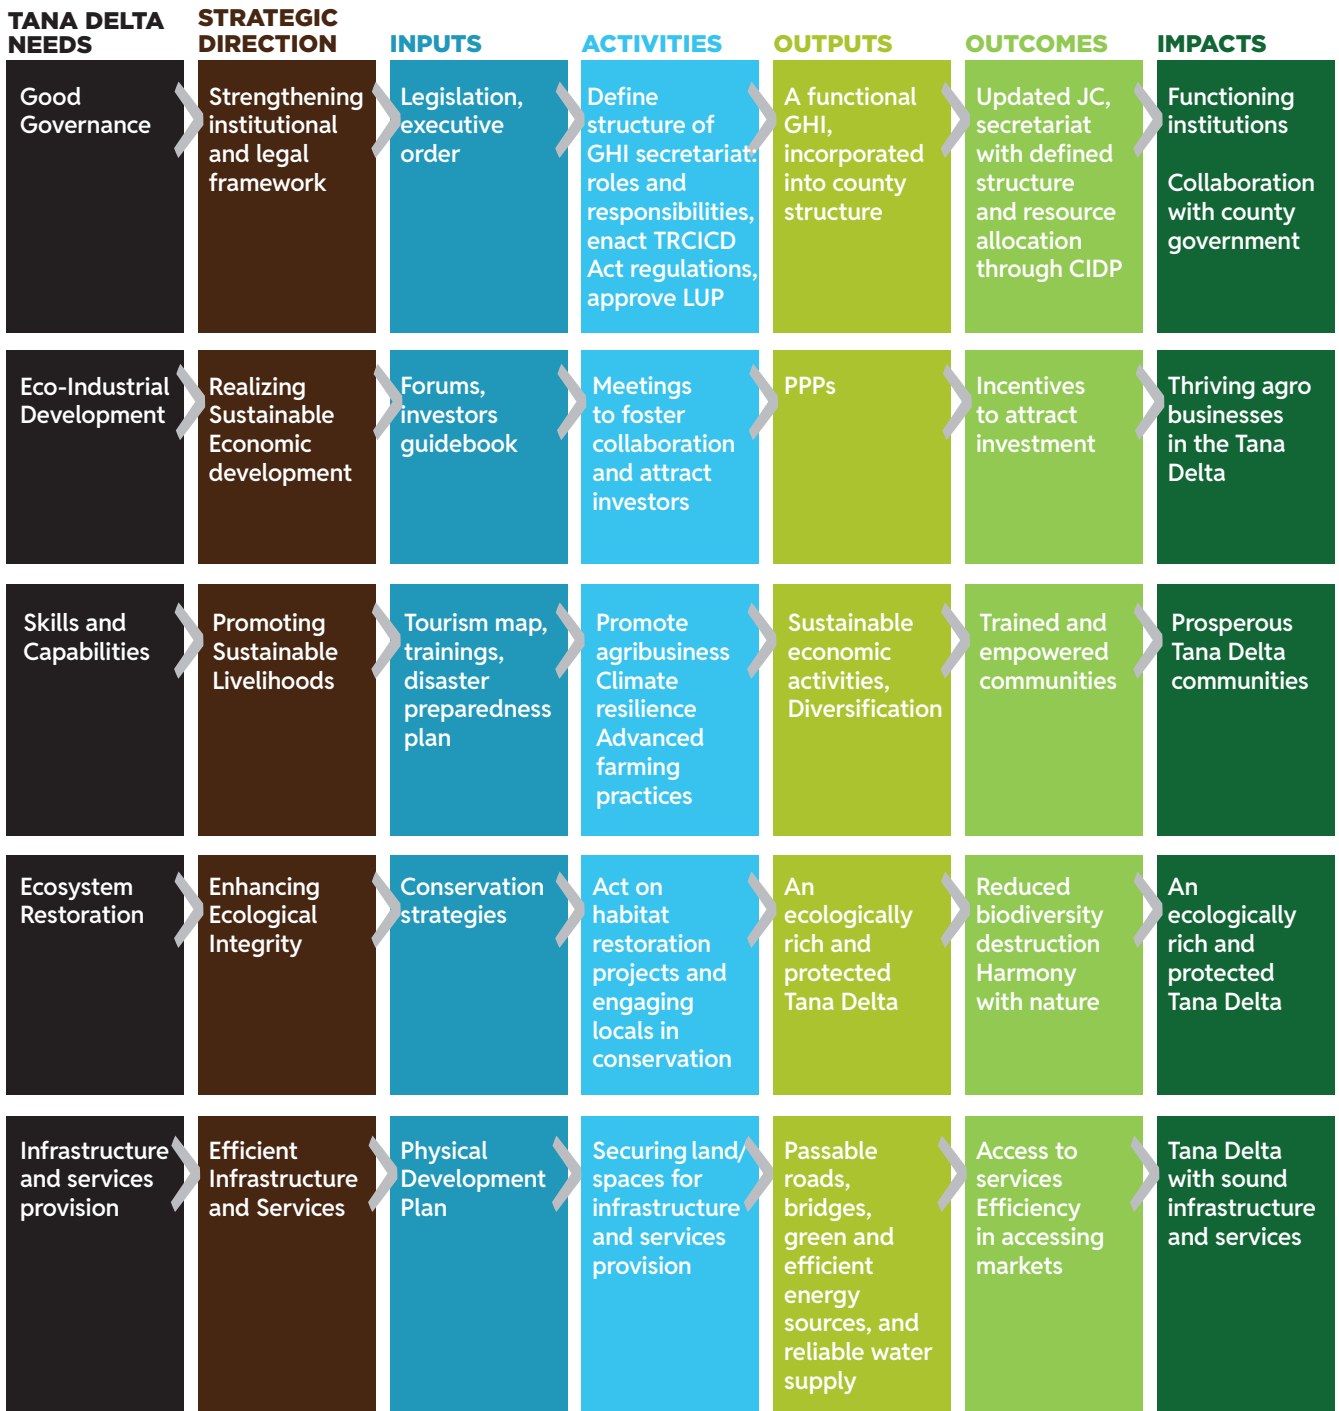 TANA DELTA
NEEDS
STRATEGIC
DIRECTION
INPUTS
ACTIVITIES
OUTPUTS
OUTCOMES
IMPACTS
Good
Governance
Strengthening
institutional
and legal
framework
Legislation,
executive
order
Define
structure of
GHI secretariat:
roles and
responsibilities,
enact TRCICD
Act regulations,
approve LUP
A functional
GHI,
incorporated
into county
structure
Updated JC,
secretariat
with defined
structure
and resource
allocation
through CIDP
Functioning
institutions
Collaboration
with county
government
Eco-Industrial
Development
Realizing
Sustainable
Economic
development
Forums,
investors
guidebook
Meetings
to foster
collaboration
and attract
investors
PPPs
Incentives
to attract
investment
Thriving agro
businesses
in the Tana
Delta
Skills and
Capabilities
Promoting
Sustainable
Livelihoods
Tourism map,
trainings,
disaster
preparedness
plan
Promote
agribusiness
Climate
resilience
Advanced
farming
practices
Sustainable
economic
activities,
Diversification
Trained and
empowered
communities
Prosperous
Tana Delta
communities
Ecosystem
Restoration
Enhancing
Ecological
Integrity
Conservation
strategies
Act on
habitat
restoration
projects and
engaging
locals in
conservation
An
ecologically
rich and
protected
Tana Delta
Reduced
biodiversity
destruction
Harmony
with nature
An
ecologically
rich and
protected
Tana Delta
Infrastructure
and services
provision
Efficient
Infrastructure
and Services
Physical
Development
Plan
Securing land/
spaces for
infrastructure
and services
provision
Passable
roads,
bridges,
green and
efficient
energy
sources, and
reliable water
supply
Access to
services
Efficiency
in accessing
markets
Tana Delta
with sound
infrastructure
and services